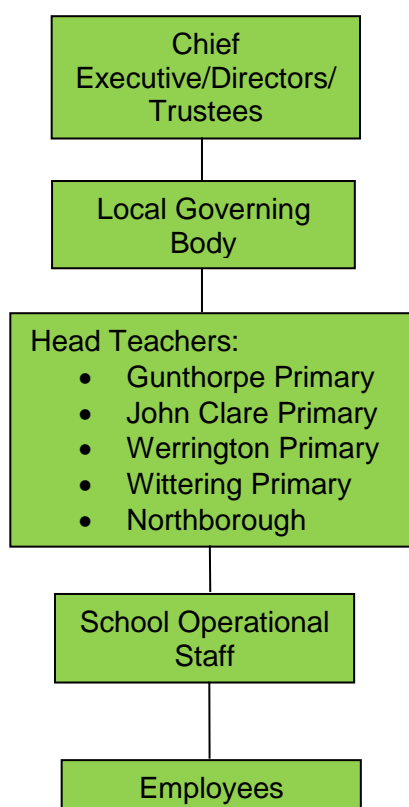 Chief
Executive/Directors/
Trustees
Local Governing
Body
Head Teachers:
• Gunthorpe Primary
• John Clare Primary
• Werrington Primary
• Wittering Primary
• Northborough
School Operational
Staff
Employees